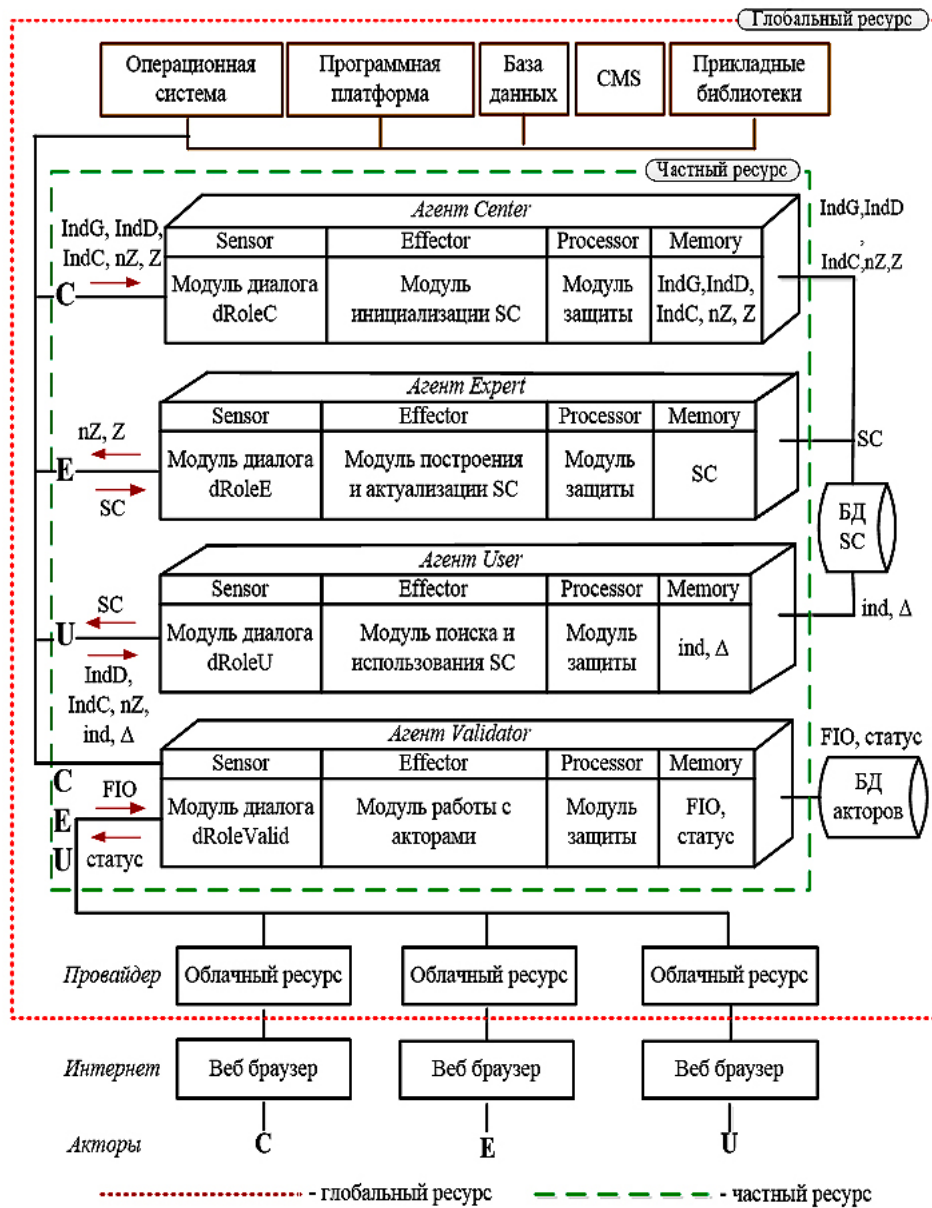 Глобальный ресурс
Операционная
система
Программная
платформа
База
данных
CMS
Прикладные
библиотеки
Частный ресурс
Агент Center
Sensor
Effector
Processor
Memory
Модуль диалога
dRoleC
Модуль
инициализации SC
Модуль
защиты
IndG,IndD,
IndC, nZ, Z
IndG, IndD,
IndC, nZ, Z
C
IndG,IndD
,
IndC,nZ,Z
Агент Expert
Sensor
Effector
Processor
Memory
Модуль диалога
dRoleE
Модуль построения
и актуализации SC
Модуль
защиты
SC
nZ, Z
E
SC
SC
БД
SC
Агент User
Sensor
Effector
Processor
Memory
Модуль диалога
dRoleU
Модуль поиска и
использования SC
Модуль
защиты
ind, Δ
SC
U
IndD,
IndC, nZ,
ind, Δ
ind, Δ
Агент Validator
Sensor
Effector
Processor
Memory
Модуль диалога
dRoleValid
Модуль работы с
акторами
Модуль
защиты
FIO,
статус
C
FIO
E
U
статус
FIO, статус
БД
акторов
Провайдер
Облачный ресурс
Облачный ресурс
Облачный ресурс
Интернет
Веб браузер
Веб браузер
Веб браузер
Акторы
C
E
U
- глобальный ресурс
- частный ресурс